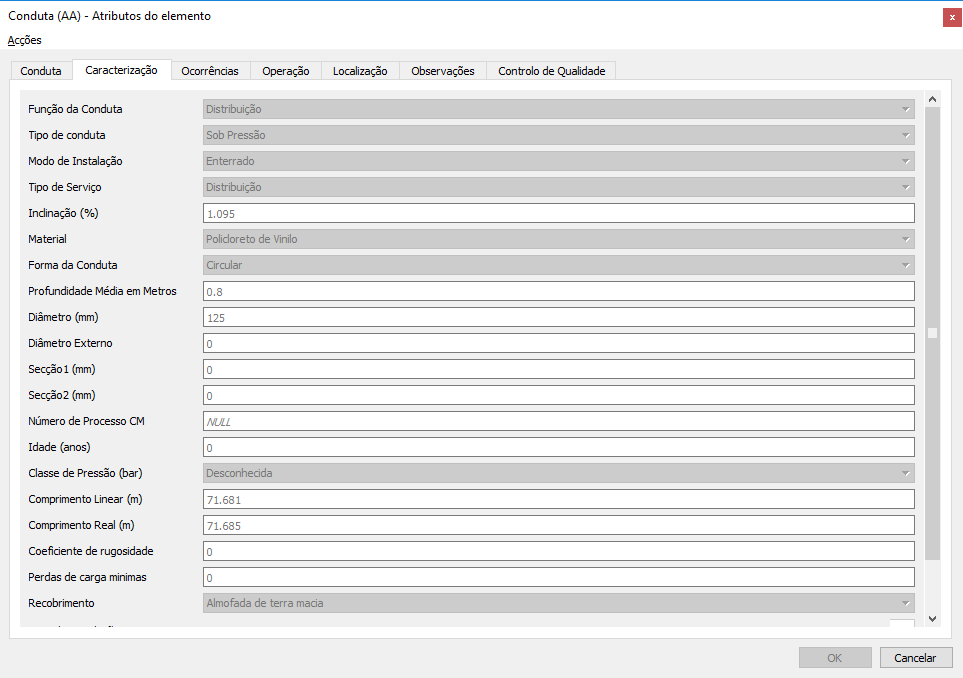 Conduta (AA) - Atributos do elemento
x
Acções
Conduta Caracterização Ocorrências Operação Localização Observações Controlo de Qualidade
Função da Conduta Distribuição
Tipo de conduta Sob Pressão
Modo de Instalação Enterrado
Tipo de Serviço Distribuição
Inclinação (%) 1.095
Material Policloreto de Vinilo
Forma da Conduta Circular
Profundidade Média em Metros 0.8
Diâmetro (mm) 125
Diâmetro Externo 0
Secção1 (mm) 0
Secção2 (mm) 0
Número de Processo CM NULL
Idade (anos) 0
Classe de Pressão (bar) Desconhecida
Comprimento Linear (m) 71.681
Comprimento Real (m) 71.685
Coeficiente de rugosidade 0
Perdas de carga minimas 0
Recobrimento Almofada de terra macia
OK Cancelar